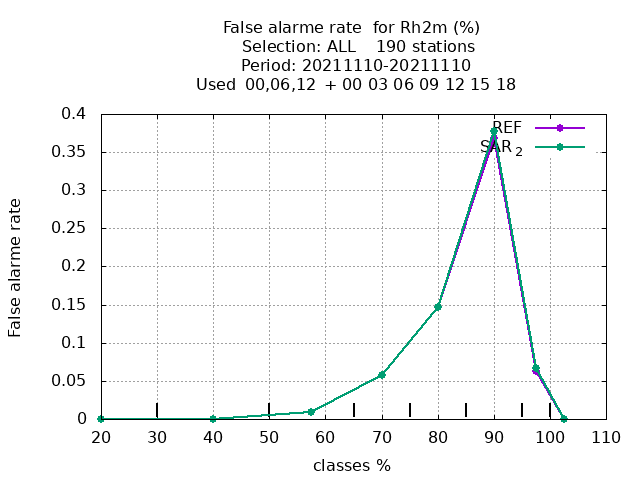 False alarme rate  for Rh2m (%)
Selection: ALL    190 stations
Period: 20211110-20211110
Used  00,06,12  + 00 03 06 09 12 15 18
REF
SAR 2
0.4
0.35
0.3
0.25
0.2
0.15
0.1
0.05
0
False alarme rate
20 30 40 50 60 70 80 90 100 110
classes %